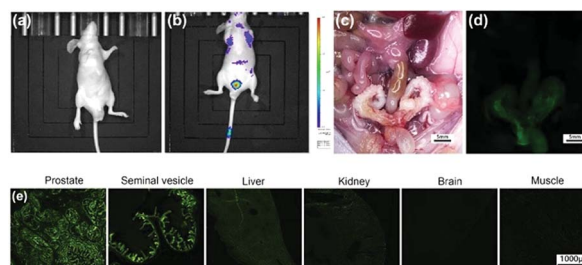 (a)
(b)
(c)
(d)
5mm
5mm
Prostate
Seminal vesicle
Liver
Kidney
Brain
Muscle
(e)
1000μ